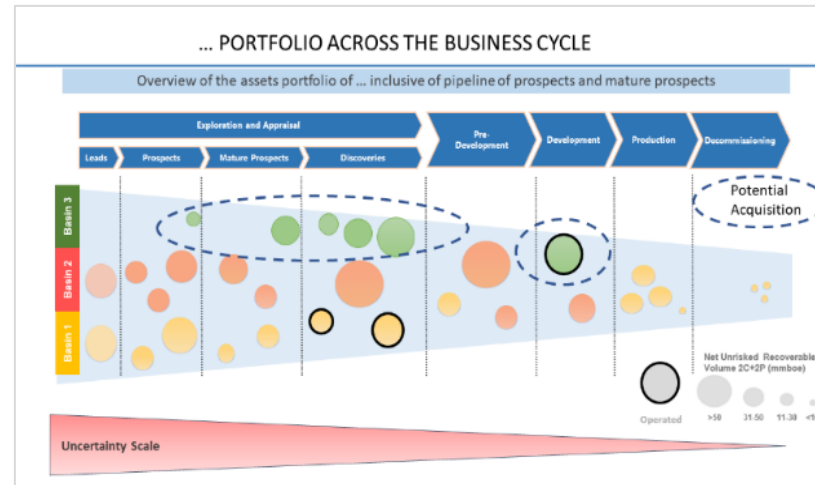 ... PORTFOLIO ACROSS THE BUSINESS CYCLE
Overview of the assets portfolio of ... inclusive of pipeline of prospects and mature prospects
Exploration and Appraisal
Pre-
Development
Development
Production
Decommissioning
Leads
Prospects
Mature Prospects
Discoveries
Potential
Acquisition
Basin 3
Basin 2
Basin 1
Net Unrisked Recoverable
Volume 2C+2P (mmboe)
Operated
>50
31-50
11-30
Uncertainty Scale